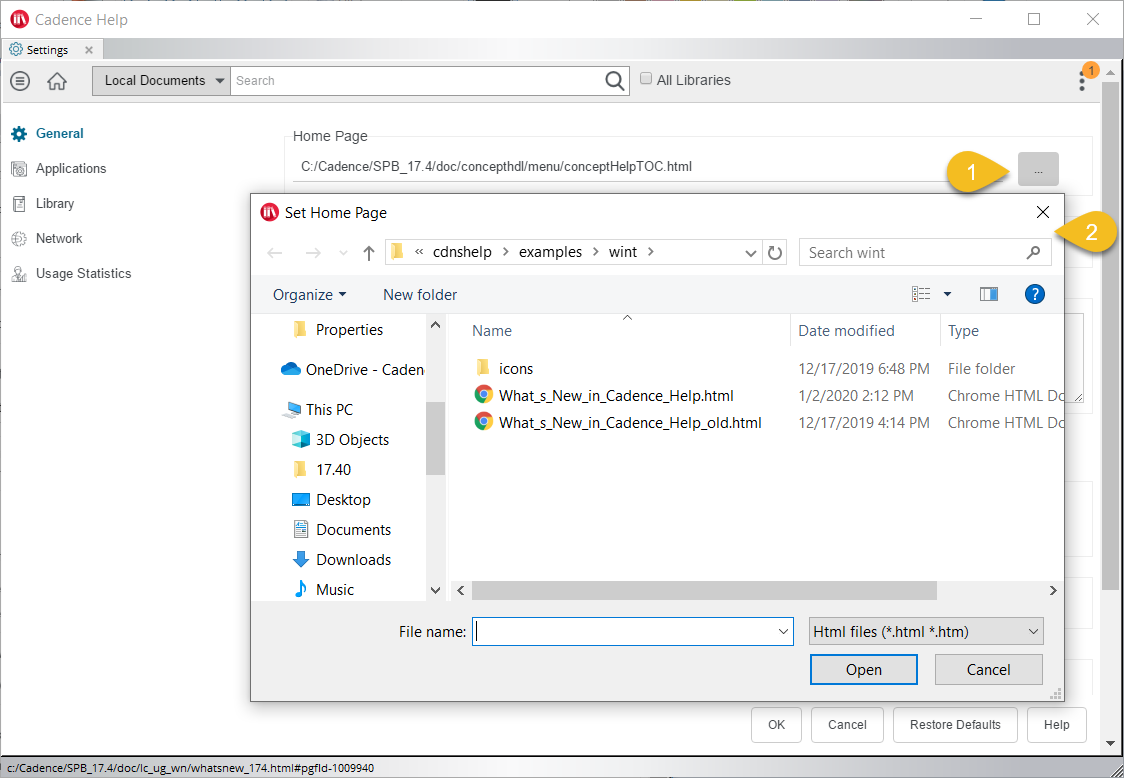 Cadence Help
Settings
Local Documents Search All Libraries 1
General
Applications
Library
Network
Usage Statistics
Home Page
C:/Cadence/SPB_17.4/doc/concepthdl/menu/conceptHelpTOC.html
1 ...
Set Home Page
2
« cdnshelp > examples > wint > Search wint
Organize New folder ?
Properties
OneDrive - Caden
This PC
3D Objects
17.40
Desktop
Documents
Downloads
Music
Name Date modified Type
icons 12/17/2019 6:48 PM File folder
What_s_New_in_Cadence_Help.html 1/2/2020 2:12 PM Chrome HTML Do
What_s_New_in_Cadence_Help_old.html 12/17/2019 4:14 PM Chrome HTML Do
File name: Html files (*.html *.htm)
Open Cancel
OK Cancel Restore Defaults Help
c:/Cadence/SPB_17.4/doc/lc_ug_wn/whatsnew_174.html#pgfId-1009940